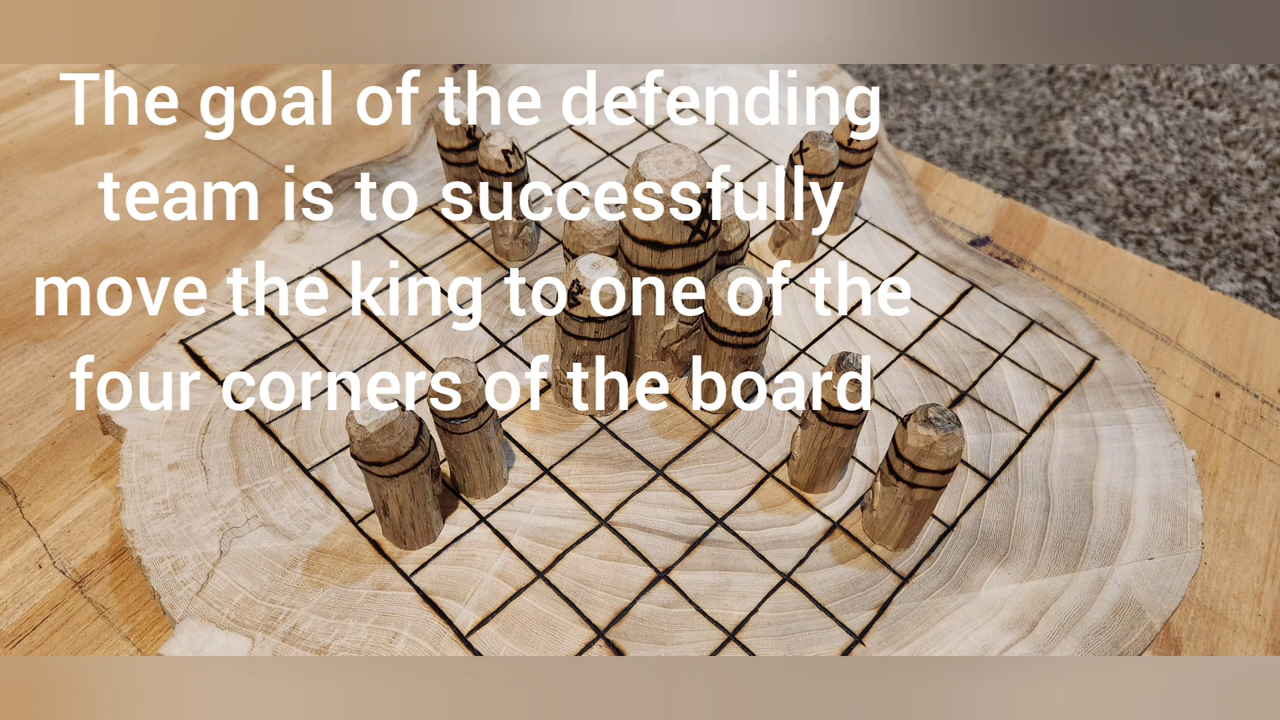 The goal of the defending
team is to successfully
move the king to one of the
four corners of the board